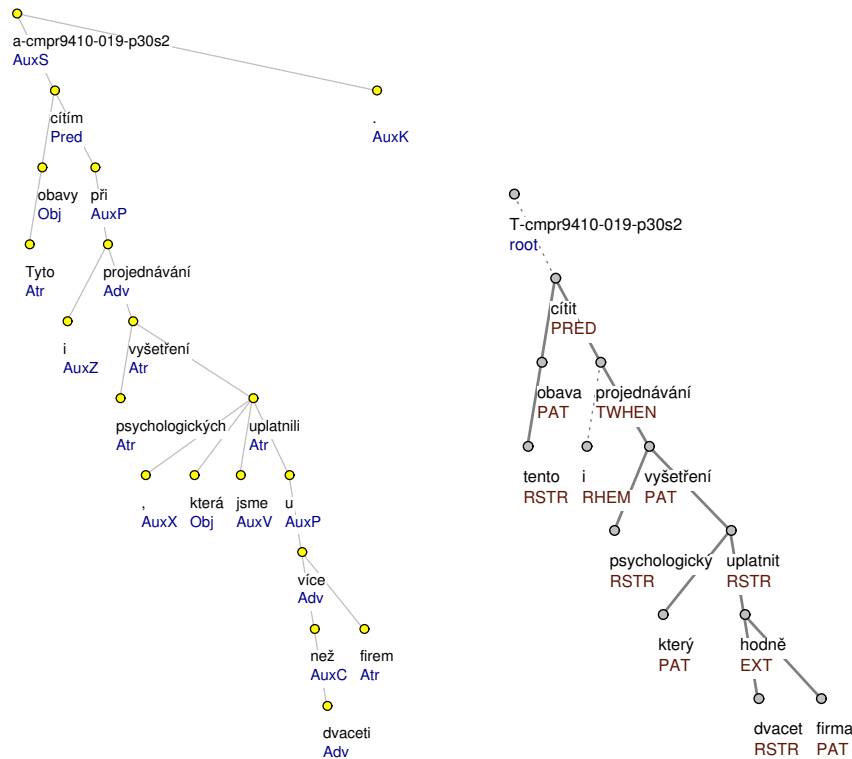 a-cmpr9410-019-p30s2
AuxS
cítím
Pred
.
AuxK
obavy
Obj
při
AuxP
Tyto
Atr
projednávání
Adv
i
AuxZ
vyšetření
Atr
psychologických
Atr
uplatnili
Atr
,
AuxX
která
Obj
jsme
AuxV
u
AuxP
více
Adv
než
AuxC
firem
Atr
dvaceti
Adv
T-cmpr9410-019-p30s2
root
cítit
PRED
obava
PAT
projednávání
TWHEN
tento
RSTR
i
RHEM
vyšetření
PAT
psychologický
RSTR
uplatnit
RSTR
který
PAT
hodně
EXT
dvacet
RSTR
firma
PAT